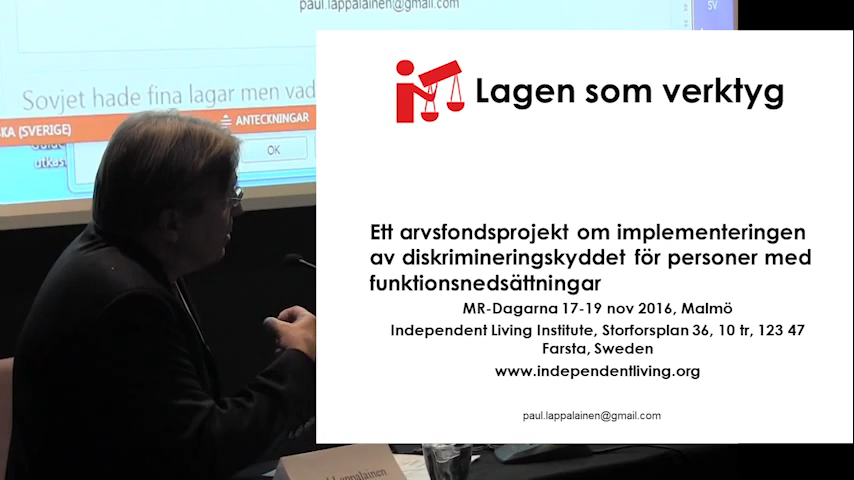 paul.lappalainen@gmail.com
SV
Sovjet hade fina lagar men vad
KA (SVERIGE)
ANTECKNINGAR
utkas
OK
Lagen som verktyg
Ett arvsfondsprojekt om implementeringen
av diskrimineringskyddet för personer med
funktionsnedsättningar
MR-Dagarna 17-19 nov 2016, Malmö
Independent Living Institute, Storforsplan 36, 10 tr, 123 47
Farsta, Sweden
www.independentliving.org
paul.lappalainen@gmail.com
Lappalainen